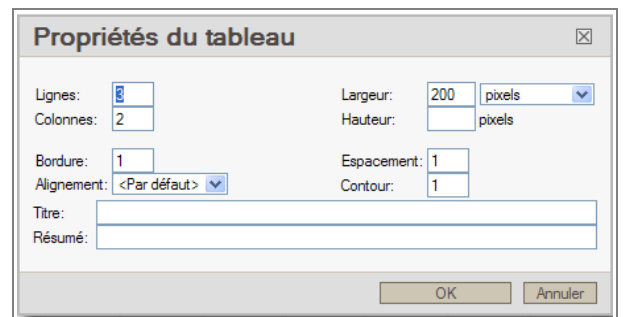 Propriétés du tableau
Lignes: 3 Largeur: 200 pixels
Colonnes: 2 Hauteur: pixels
Bordure: 1 Espacement: 1
Alignement: <Par défaut> Contour: 1
Titre:
Résumé:
OK Annuler